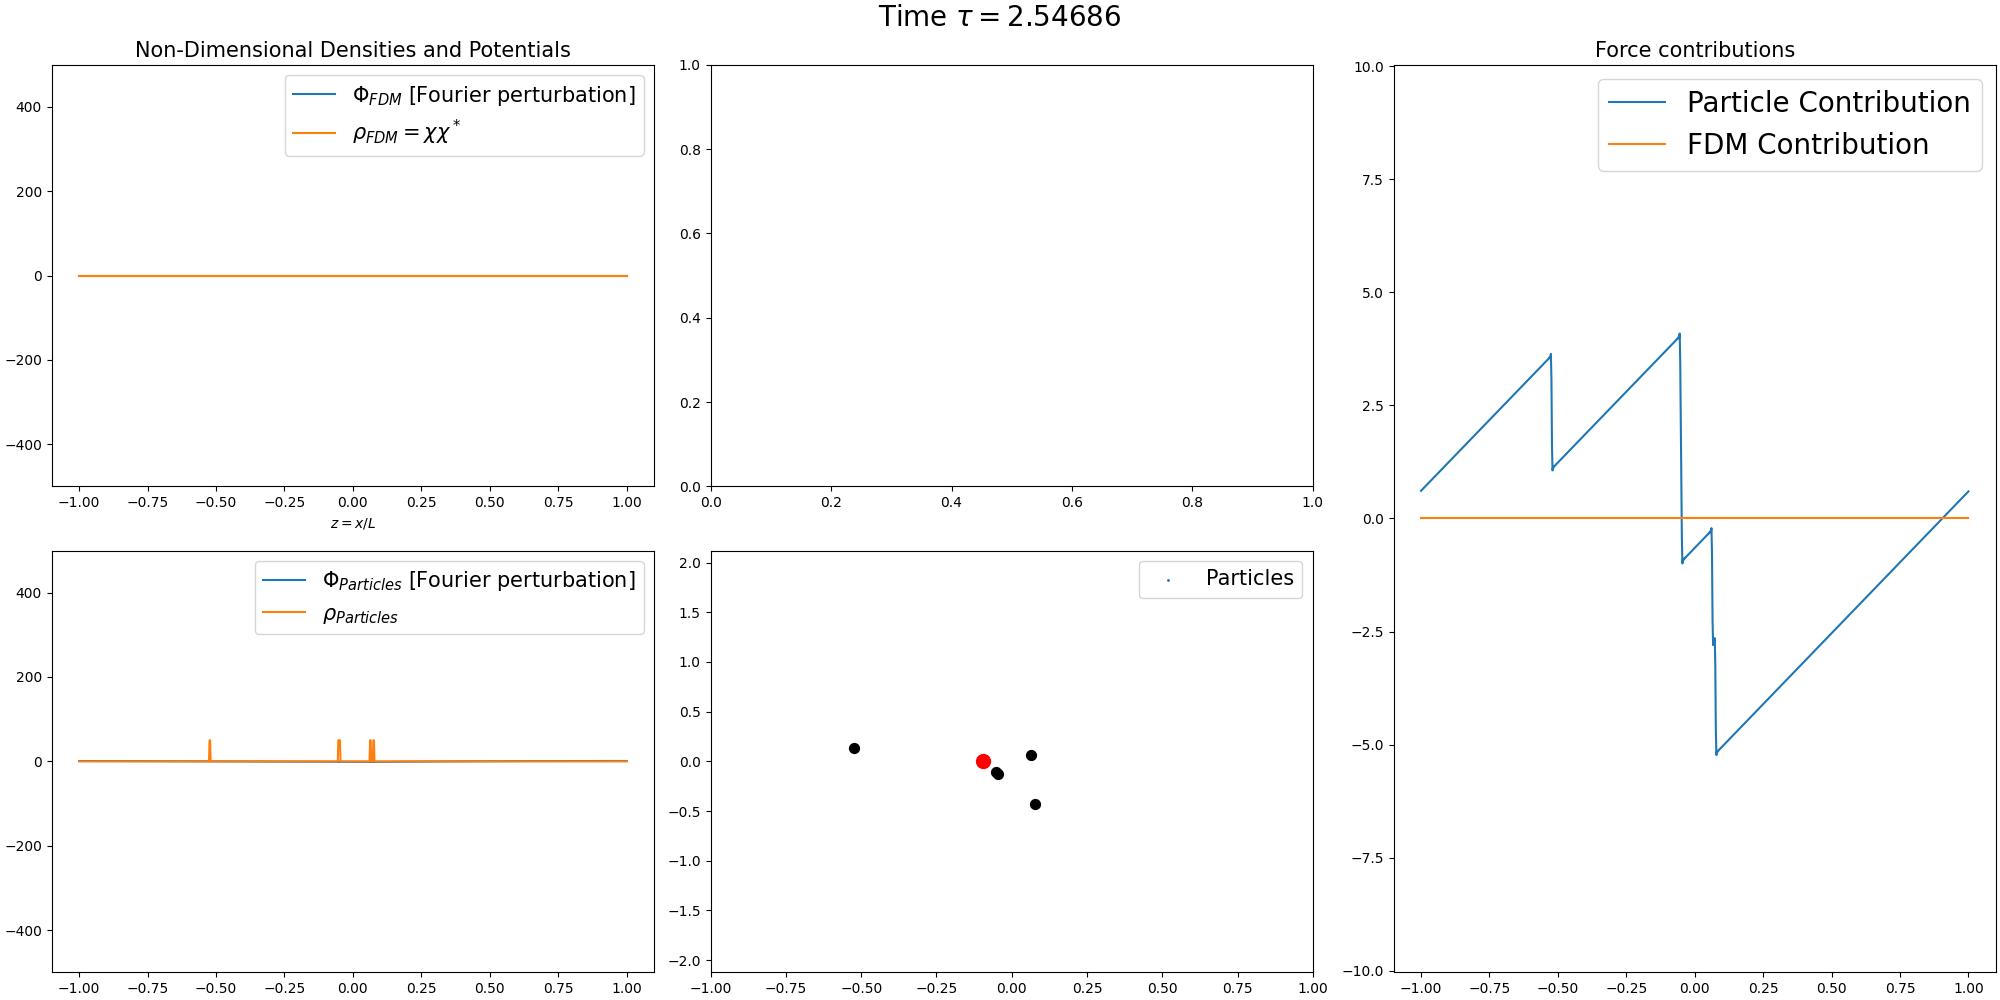 Time τ = 2.54686
Non-Dimensional Densities and Potentials
Φ_FDM [Fourier perturbation]
ρ_FDM = χχ*
400
200
0
−200
−400
−1.00 −0.75 −0.50 −0.25 0.00 0.25 0.50 0.75 1.00
z = x/L
1.0
0.8
0.6
0.4
0.2
0.0
0.0 0.2 0.4 0.6 0.8 1.0
Φ_Particles [Fourier perturbation]
ρ_Particles
400
200
0
−200
−400
−1.00 −0.75 −0.50 −0.25 0.00 0.25 0.50 0.75 1.00
Particles
2.0
1.5
1.0
0.5
0.0
−0.5
−1.0
−1.5
−2.0
−1.00 −0.75 −0.50 −0.25 0.00 0.25 0.50 0.75 1.00
Force contributions
Particle Contribution
FDM Contribution
10.0
7.5
5.0
2.5
0.0
−2.5
−5.0
−7.5
−10.0
−1.00 −0.75 −0.50 −0.25 0.00 0.25 0.50 0.75 1.00